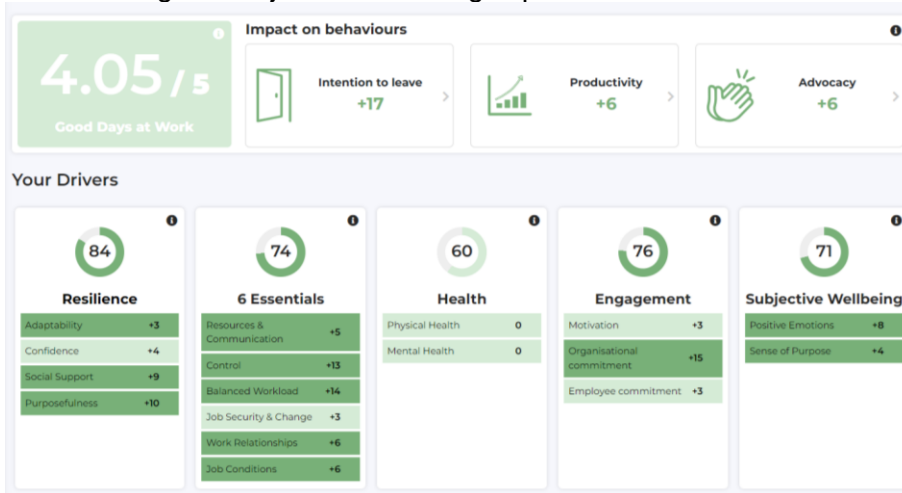 Impact on behaviours
4.05 / 5
Good Days at Work
Intention to leave
+17
Productivity
+6
Advocacy
+6
Your Drivers
84
Resilience
Adaptability +3
Confidence +4
Social Support +9
Purposefulness +10
74
6 Essentials
Resources &
Communication +5
Control +13
Balanced Workload +14
Job Security & Change +3
Work Relationships +6
Job Conditions +6
60
Health
Physical Health 0
Mental Health 0
76
Engagement
Motivation +3
Organisational
commitment +15
Employee commitment +3
71
Subjective Wellbeing
Positive Emotions +8
Sense of Purpose +4